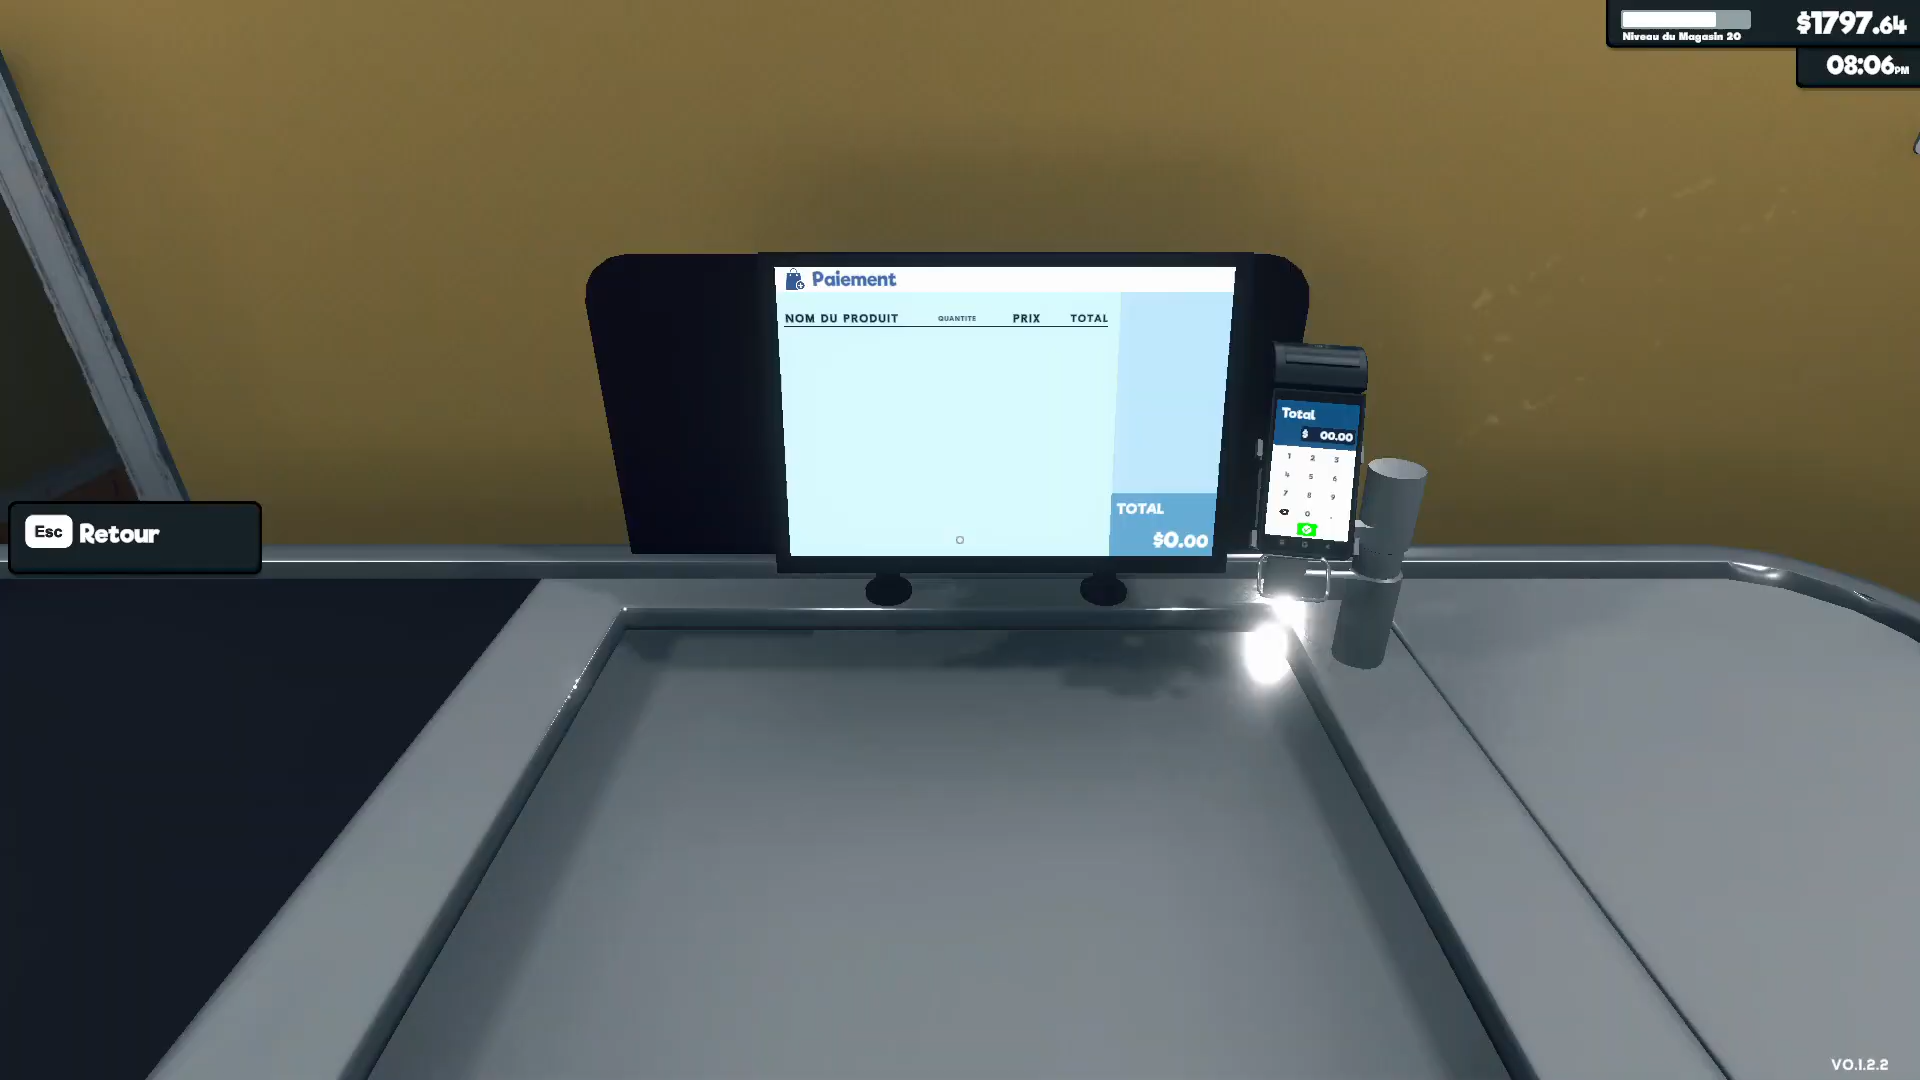 $1797.64
Niveau du Magasin 20
08:06PM
Paiement
NOM DU PRODUIT QUANTITE PRIX TOTAL
Total
$ 00.00
1 2 3
4 5 6
7 8 9
0 .
TOTAL
$0.00
Esc Retour
V0.1.2.2